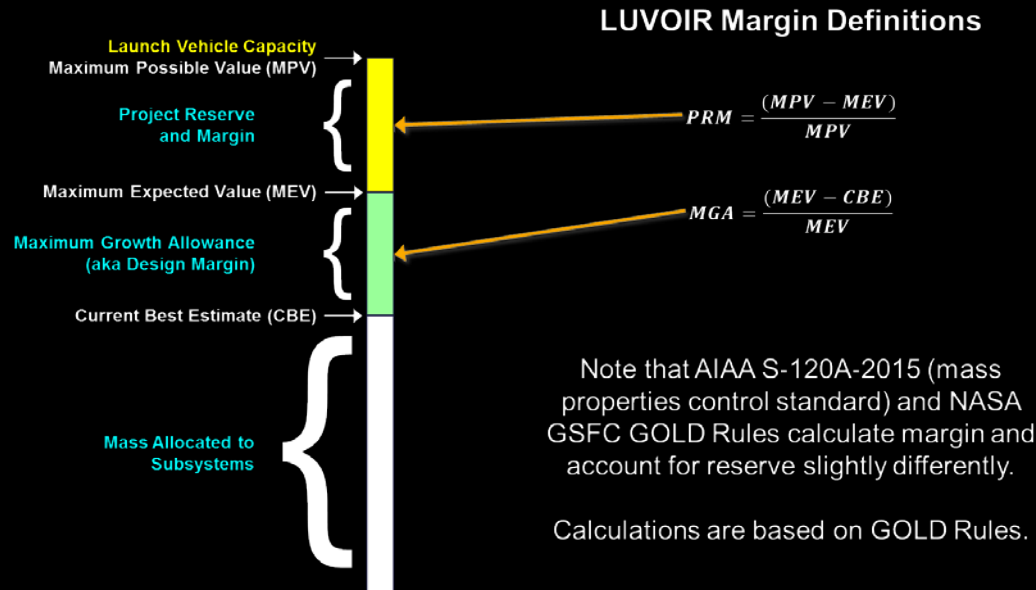 LUVOIR Margin Definitions
Launch Vehicle Capacity
Maximum Possible Value (MPV)
Project Reserve
and Margin
PRM = (MPV − MEV) / MPV
Maximum Expected Value (MEV)
MGA = (MEV − CBE) / MEV
Maximum Growth Allowance
(aka Design Margin)
Current Best Estimate (CBE)
Mass Allocated to
Subsystems
Note that AIAA S-120A-2015 (mass
properties control standard) and NASA
GSFC GOLD Rules calculate margin and
account for reserve slightly differently.
Calculations are based on GOLD Rules.